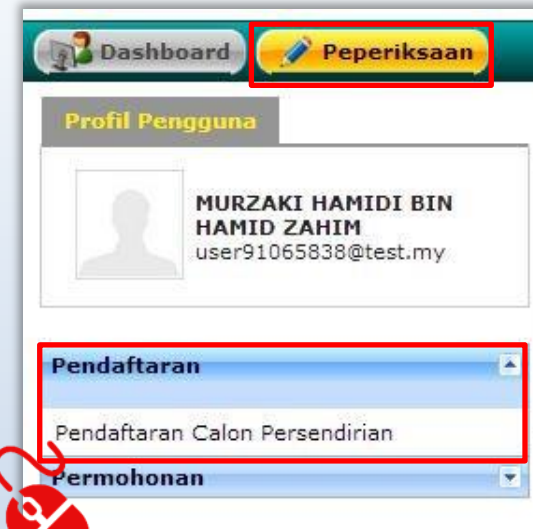 Dashboard Peperiksaan
Profil Pengguna
MURZAKI HAMIDI BIN
HAMID ZAHIM
user91065838@test.my
Pendaftaran
Pendaftaran Calon Persendirian
Permohonan